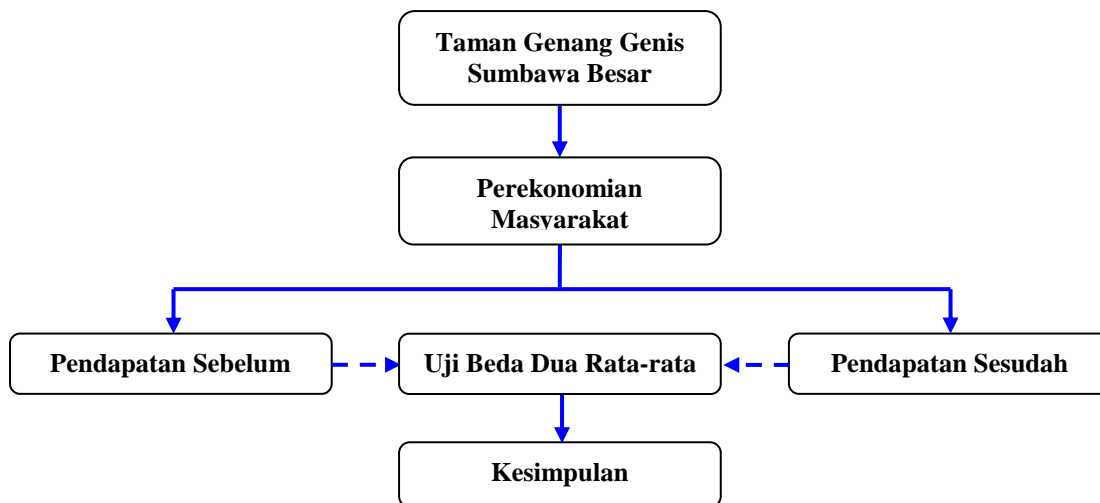 Taman Genang Genis
Sumbawa Besar
Perekonomian
Masyarakat
Pendapatan Sebelum
Uji Beda Dua Rata-rata
Pendapatan Sesudah
Kesimpulan